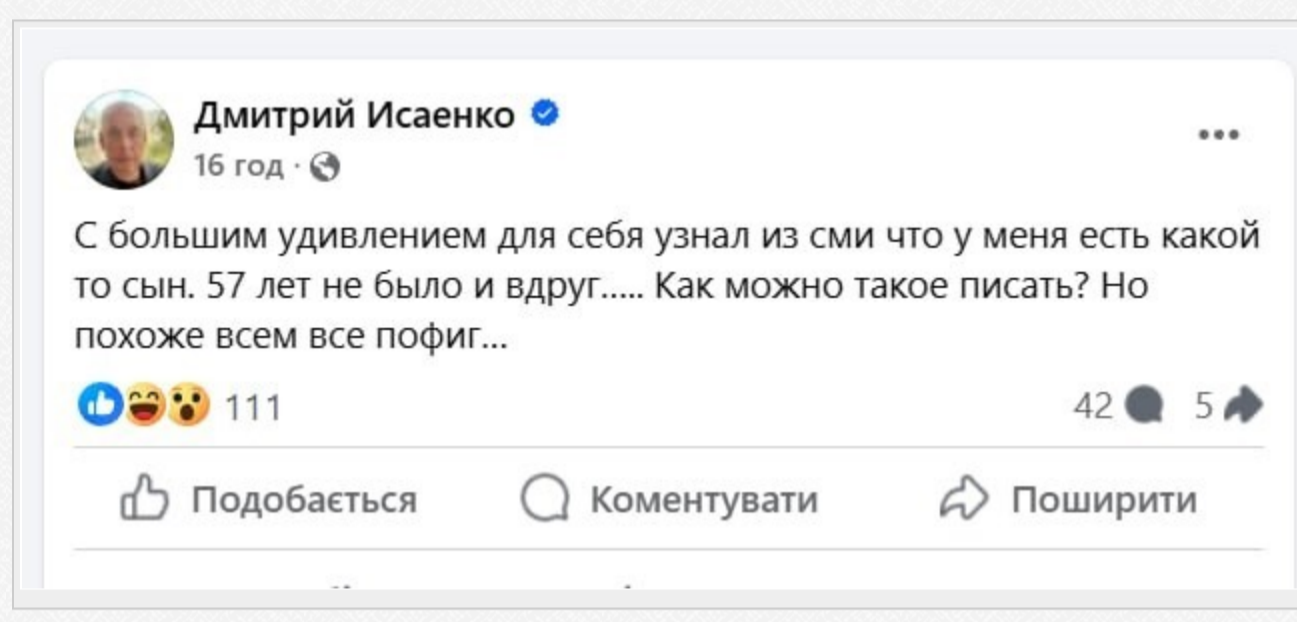 Дмитрий Исаенко
16 год ·
С большим удивлением для себя узнал из сми что у меня есть какой
то сын. 57 лет не было и вдруг..... Как можно такое писать? Но
похоже всем все пофиг...
111 42 5
Подобається Коментувати Поширити